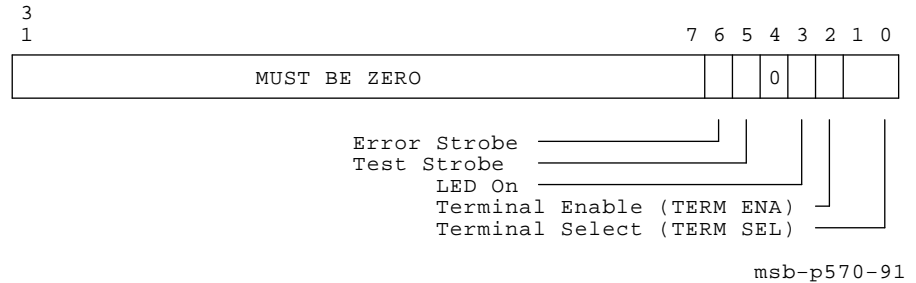 3
1 7 6 5 4 3 2 1 0
MUST BE ZERO 0
Error Strobe
Test Strobe
LED On
Terminal Enable (TERM ENA)
Terminal Select (TERM SEL)
msb-p570-91